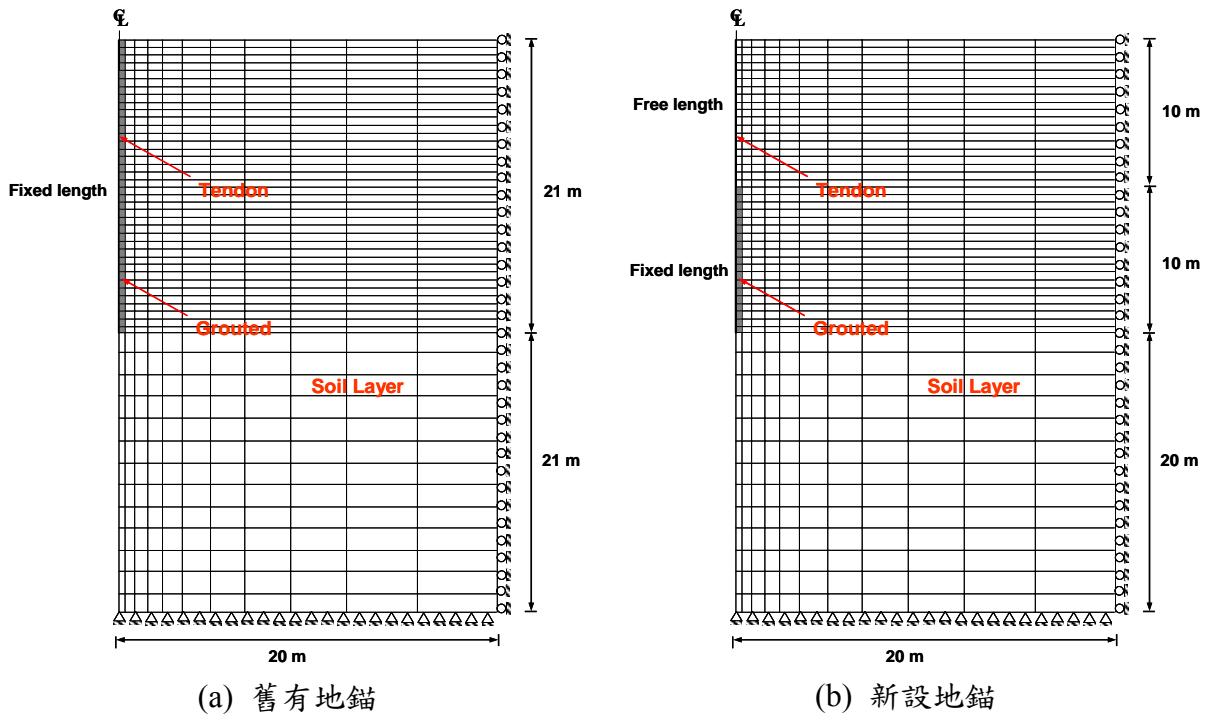 ℄
Fixed length
Tendon
Grouted
Soil Layer
21 m
21 m
20 m
(a) 舊有地錨
℄
Free length
Fixed length
Tendon
Grouted
Soil Layer
10 m
10 m
20 m
20 m
(b) 新設地錨